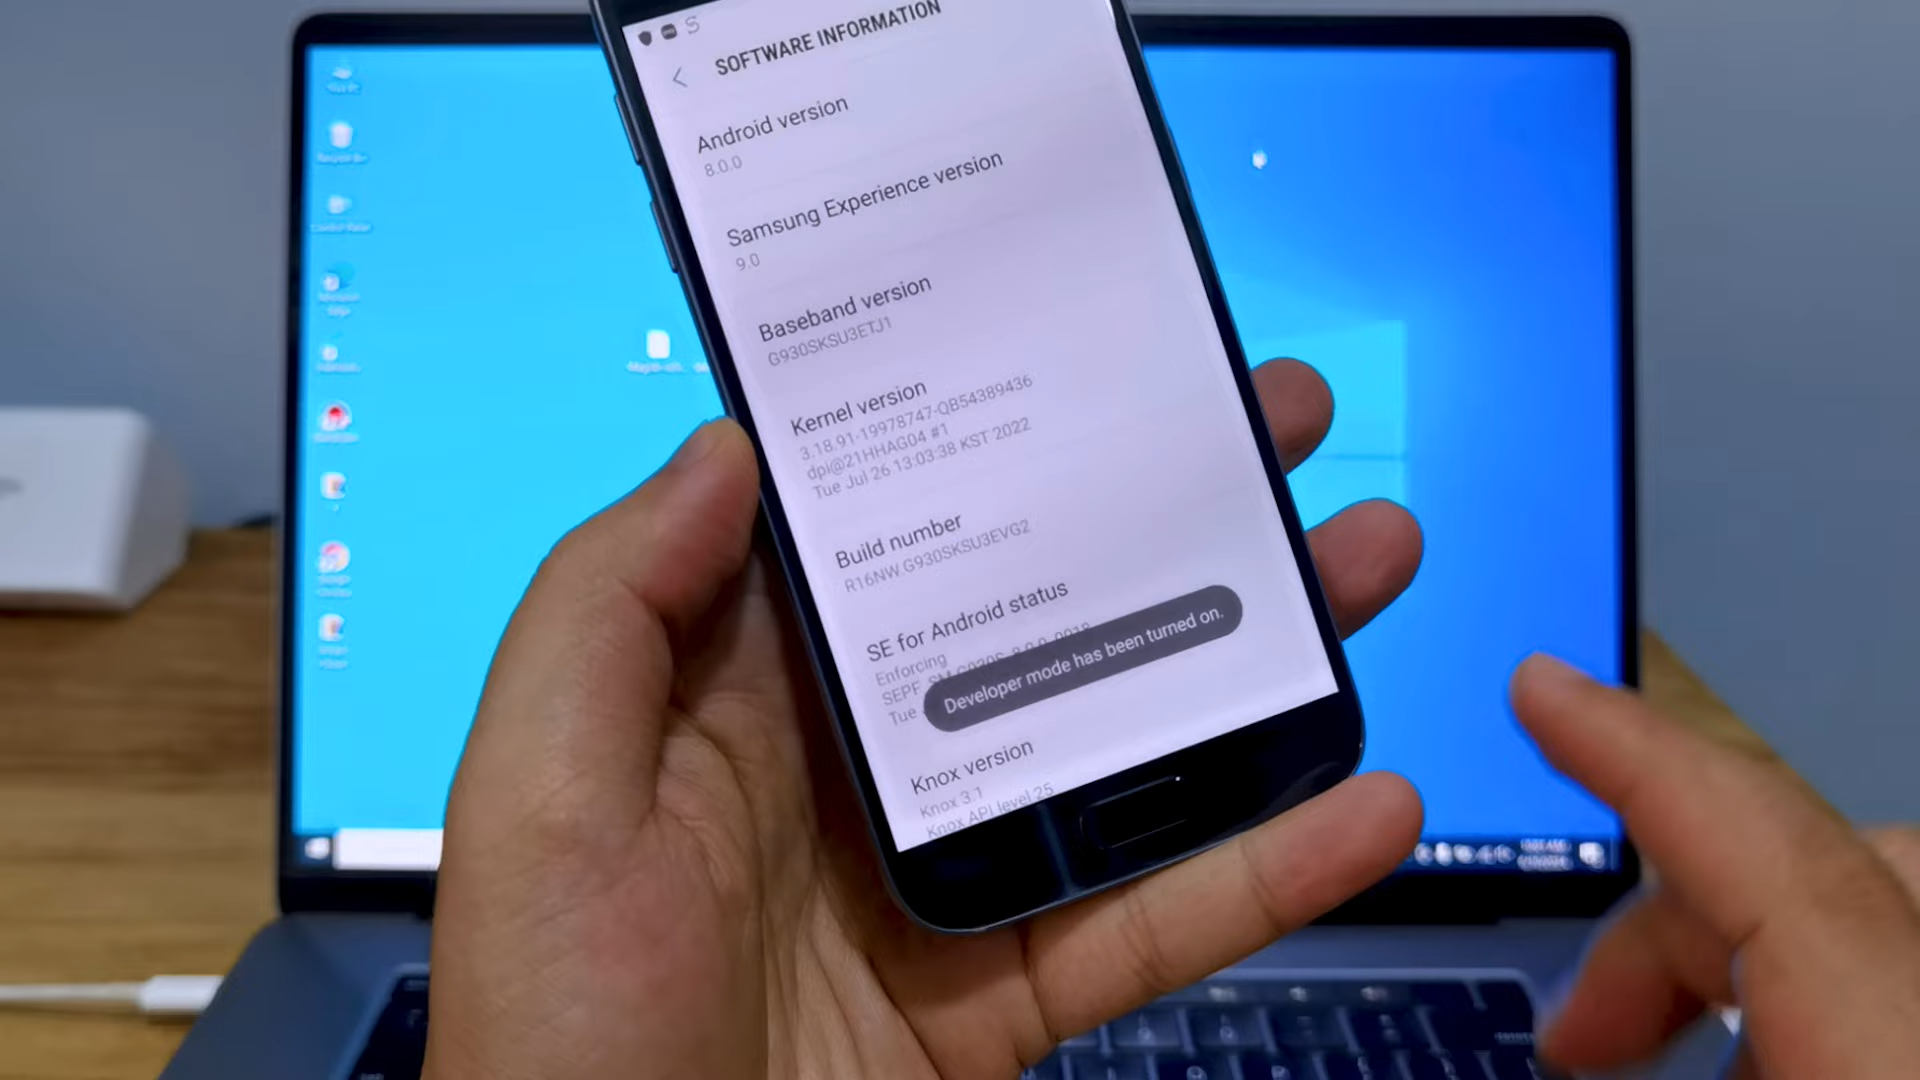 SOFTWARE INFORMATION
Android version
8.0.0
Samsung Experience version
9.0
Baseband version
G930SKSU3ETJ1
Kernel version
3.18.91-19978747-QB54389436
dpi@21HHAG04 #1
Tue Jul 26 13:03:38 KST 2022
Build number
R16NW.G930SKSU3EVG2
SE for Android status
Enforcing
Tue
Developer mode has been turned on.
Knox version
Knox 3.1
Knox API level 25